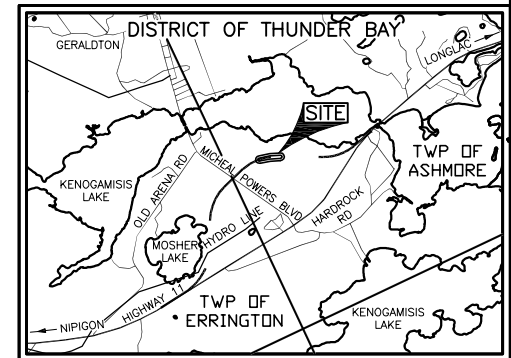 DISTRICT OF THUNDER BAY
GERALDTON
LONGLAC
SITE
TWP OF
ASHMORE
KENOGAMISIS
LAKE
OLD ARENA RD
MICHEAL POWERS BLVD
HARDROCK
RD
MOSHER
LAKE
HYDRO LINE
HIGHWAY 11
TWP OF
ERRINGTON
KENOGAMISIS
LAKE
NIPIGON